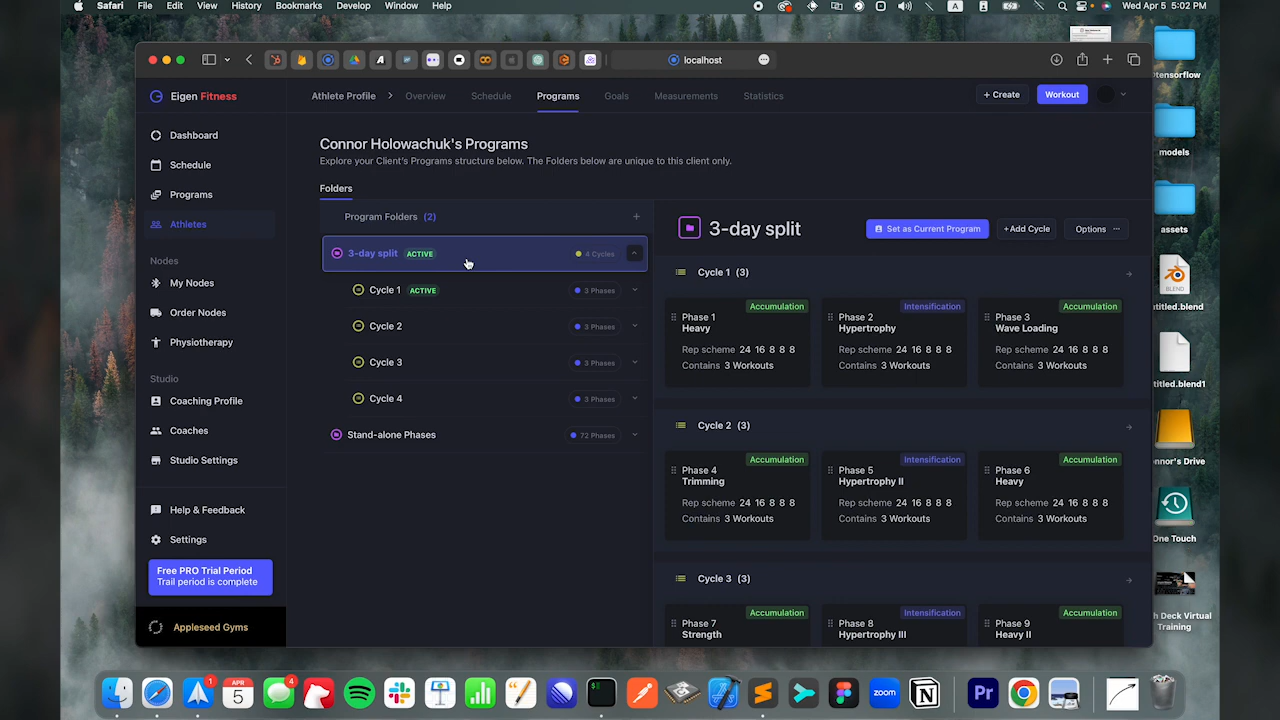 Safari File Edit View History Bookmarks Develop Window Help
A
Wed Apr 5 5:02 PM
localhost
Eigen Fitness
Athlete Profile > Overview Schedule Programs Goals Measurements Statistics
+ Create
Workout
Dashboard
Schedule
Programs
Athletes
Nodes
My Nodes
Order Nodes
Physiotherapy
Studio
Coaching Profile
Coaches
Studio Settings
Help & Feedback
Settings
Free PRO Trial Period
Trail period is complete
Appleseed Gyms
Connor Holowachuk's Programs
Explore your Client's Programs structure below. The Folders below are unique to this client only.
Folders
Program Folders (2) +
3-day split ACTIVE 4 Cycles
Cycle 1 ACTIVE 3 Phases
Cycle 2 3 Phases
Cycle 3 3 Phases
Cycle 4 3 Phases
Stand-alone Phases 72 Phases
3-day split
Set as Current Program
+Add Cycle
Options ...
Cycle 1 (3)
Accumulation
Phase 1
Heavy
Rep scheme 24 16 8 8 8
Contains 3 Workouts
Intensification
Phase 2
Hypertrophy
Rep scheme 24 16 8 8 8
Contains 3 Workouts
Accumulation
Phase 3
Wave Loading
Rep scheme 24 16 8 8 8
Contains 3 Workouts
Cycle 2 (3)
Accumulation
Phase 4
Trimming
Rep scheme 24 16 8 8 8
Contains 3 Workouts
Intensification
Phase 5
Hypertrophy II
Rep scheme 24 16 8 8 8
Contains 3 Workouts
Accumulation
Phase 6
Heavy
Rep scheme 24 16 8 8 8
Contains 3 Workouts
Cycle 3 (3)
Accumulation
Phase 7
Strength
Intensification
Phase 8
Hypertrophy III
Accumulation
Phase 9
Heavy II
tensorflow
models
assets
BLEND
ntitled.blend
ntitled.blend1
nnor's Drive
One Touch
h Deck Virtual
Training
1
APR
5
4
zoom
Pr